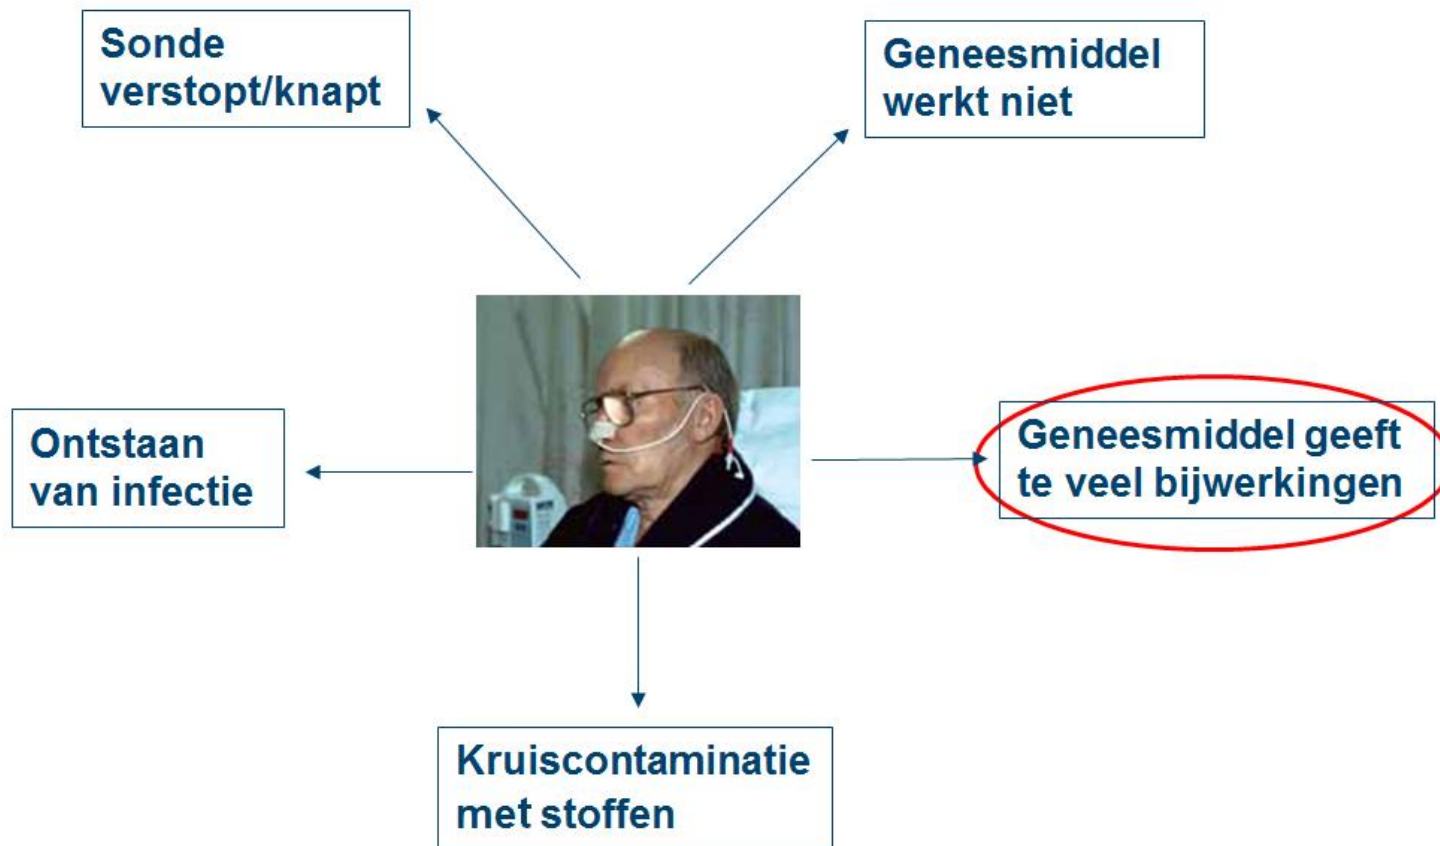 Sonde
verstopt/knapt
Geneesmiddel
werkt niet
Ontstaan
van infectie
Geneesmiddel geeft
te veel bijwerkingen
Kruiscontaminatie
met stoffen